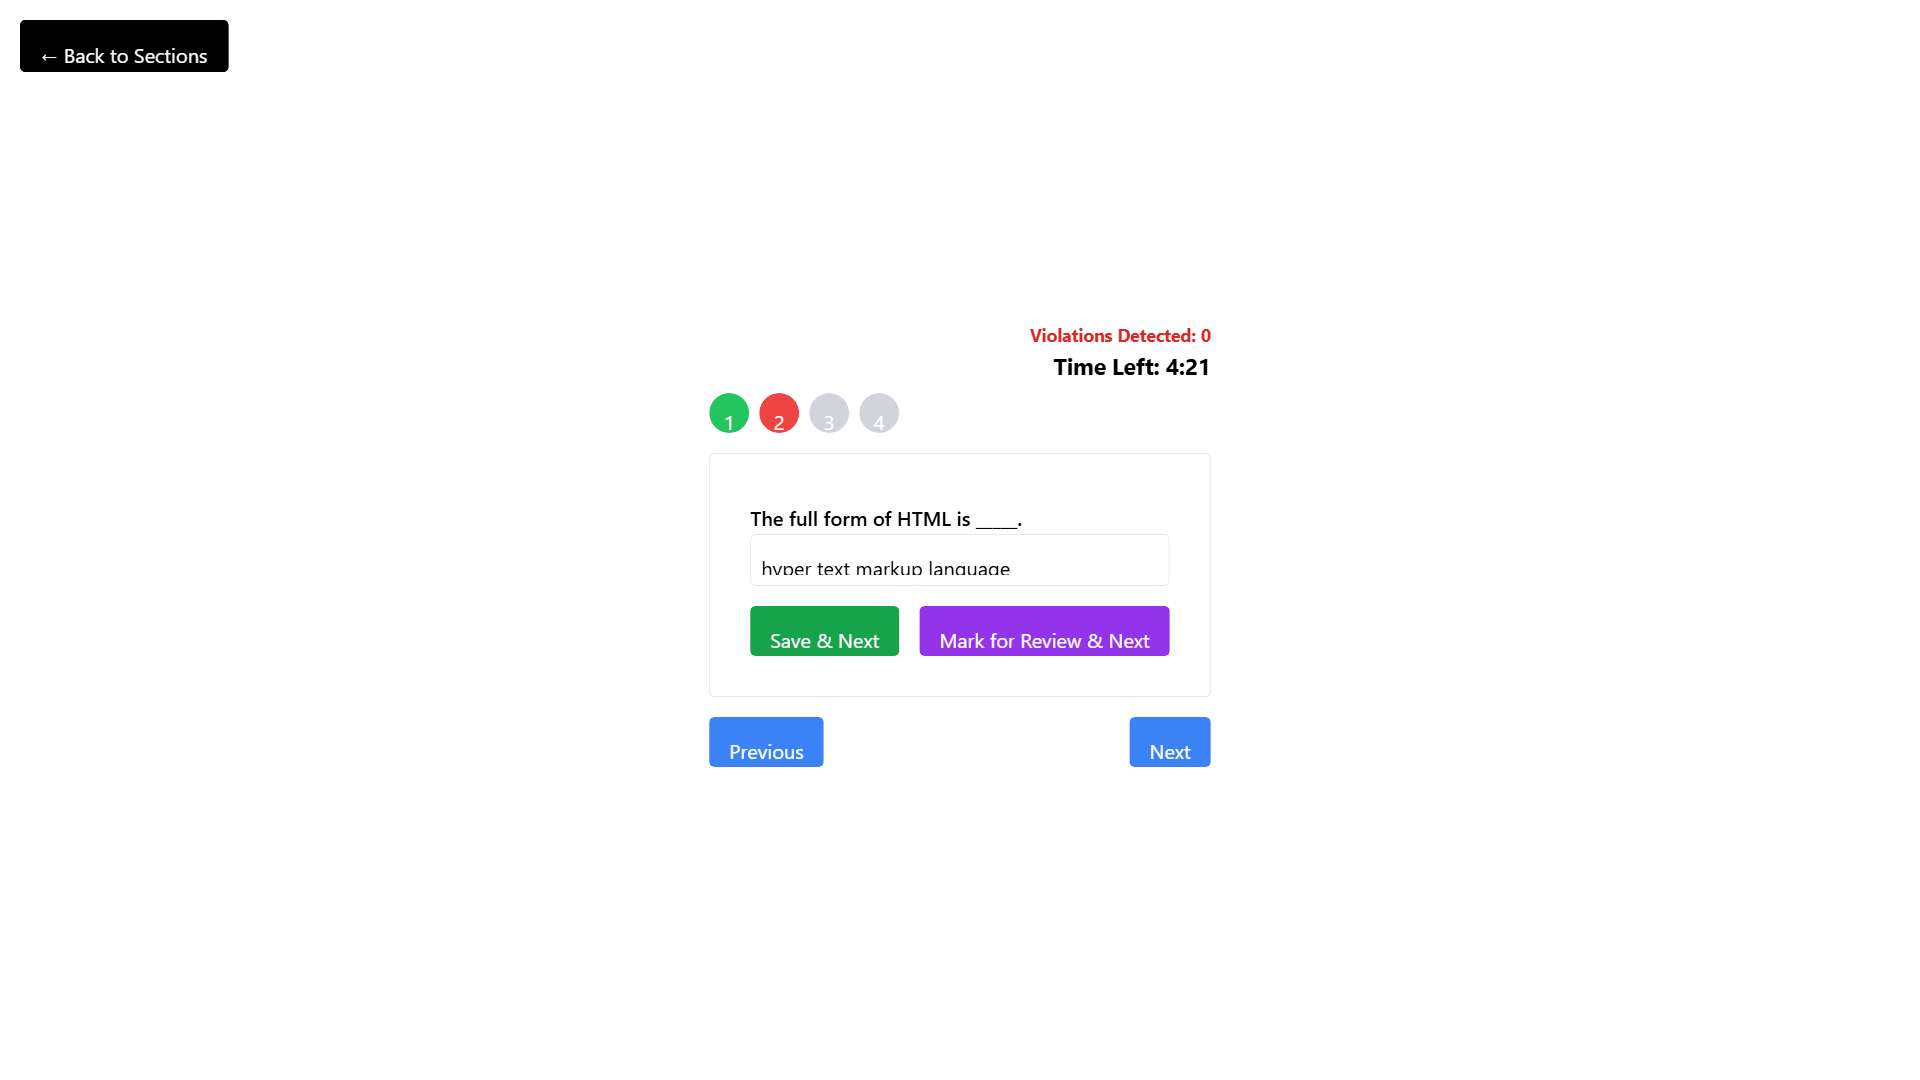 ← Back to Sections
Violations Detected: 0
Time Left: 4:21
1 2 3 4
The full form of HTML is _____.
hyper text markup language
Save & Next Mark for Review & Next
Previous Next